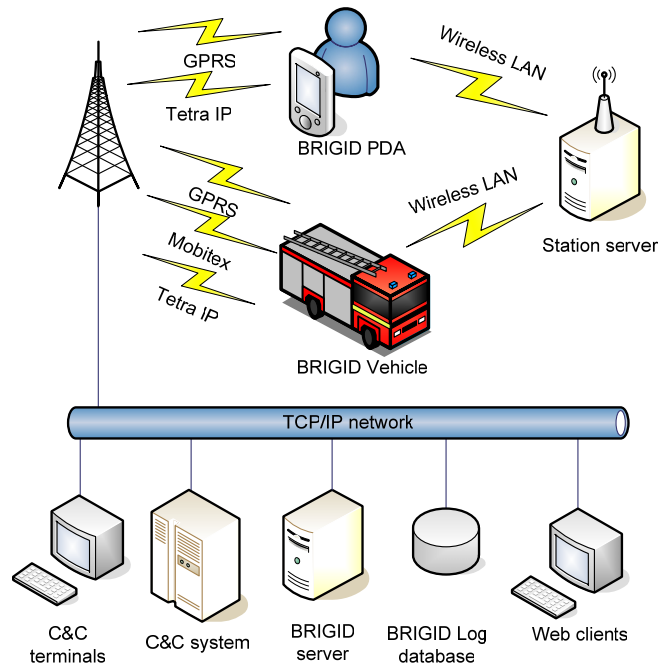 GPRS
Tetra IP
BRIGID PDA
Wireless LAN
Station server
GPRS
Mobitex
Tetra IP
Wireless LAN
BRIGID Vehicle
TCP/IP network
C&C
terminals
C&C system
BRIGID
server
BRIGID Log
database
Web clients